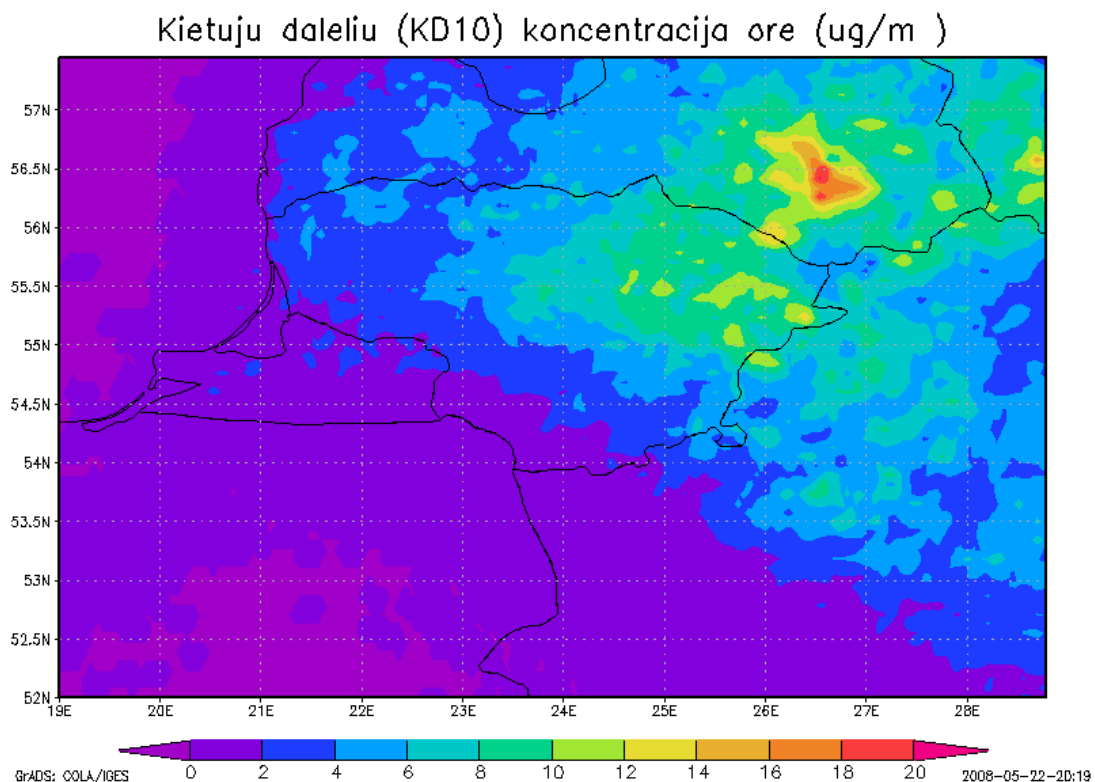 Kietuju daleliu (KD10) koncentracija ore (ug/m )
57N
56.5N
56N
55.5N
55N
54.5N
54N
53.5N
53N
52.5N
52N
19E 20E 21E 22E 23E 24E 25E 26E 27E 28E
0 2 4 6 8 10 12 14 16 18 20
GrADS: COLA/IGES 2008-05-22-20:19